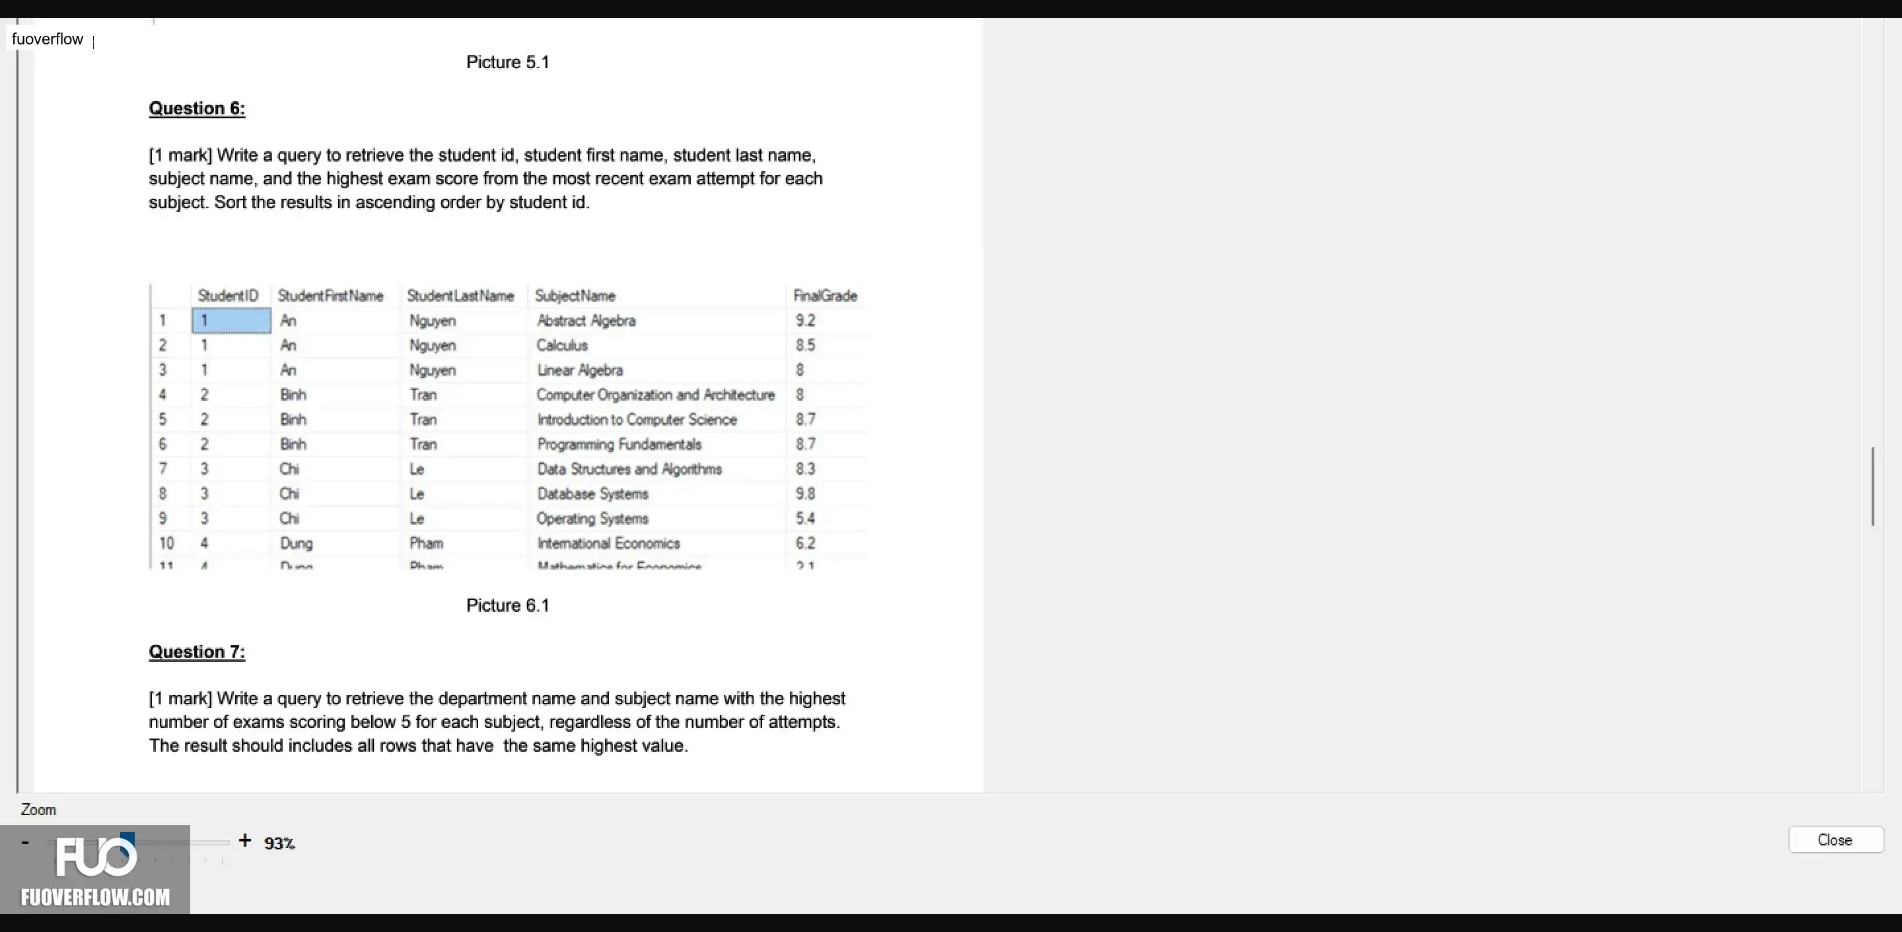 fuoverflow
Picture 5.1
Question 6:
[1 mark] Write a query to retrieve the student id, student first name, student last name,
subject name, and the highest exam score from the most recent exam attempt for each
subject. Sort the results in ascending order by student id.
StudentID StudentFirstName StudentLastName SubjectName FinalGrade
1 1 An Nguyen Abstract Algebra 9.2
2 1 An Nguyen Calculus 8.5
3 1 An Nguyen Linear Algebra 8
4 2 Binh Tran Computer Organization and Architecture 8
5 2 Binh Tran Introduction to Computer Science 8.7
6 2 Binh Tran Programming Fundamentals 8.7
7 3 Chi Le Data Structures and Algorithms 8.3
8 3 Chi Le Database Systems 9.8
9 3 Chi Le Operating Systems 5.4
10 4 Dung Pham International Economics 6.2
11 4 Dung Pham Mathematics for Economics 2.1
Picture 6.1
Question 7:
[1 mark] Write a query to retrieve the department name and subject name with the highest
number of exams scoring below 5 for each subject, regardless of the number of attempts.
The result should includes all rows that have the same highest value.
Zoom
- + 93%
Close
FUO
FUOVERFLOW.COM